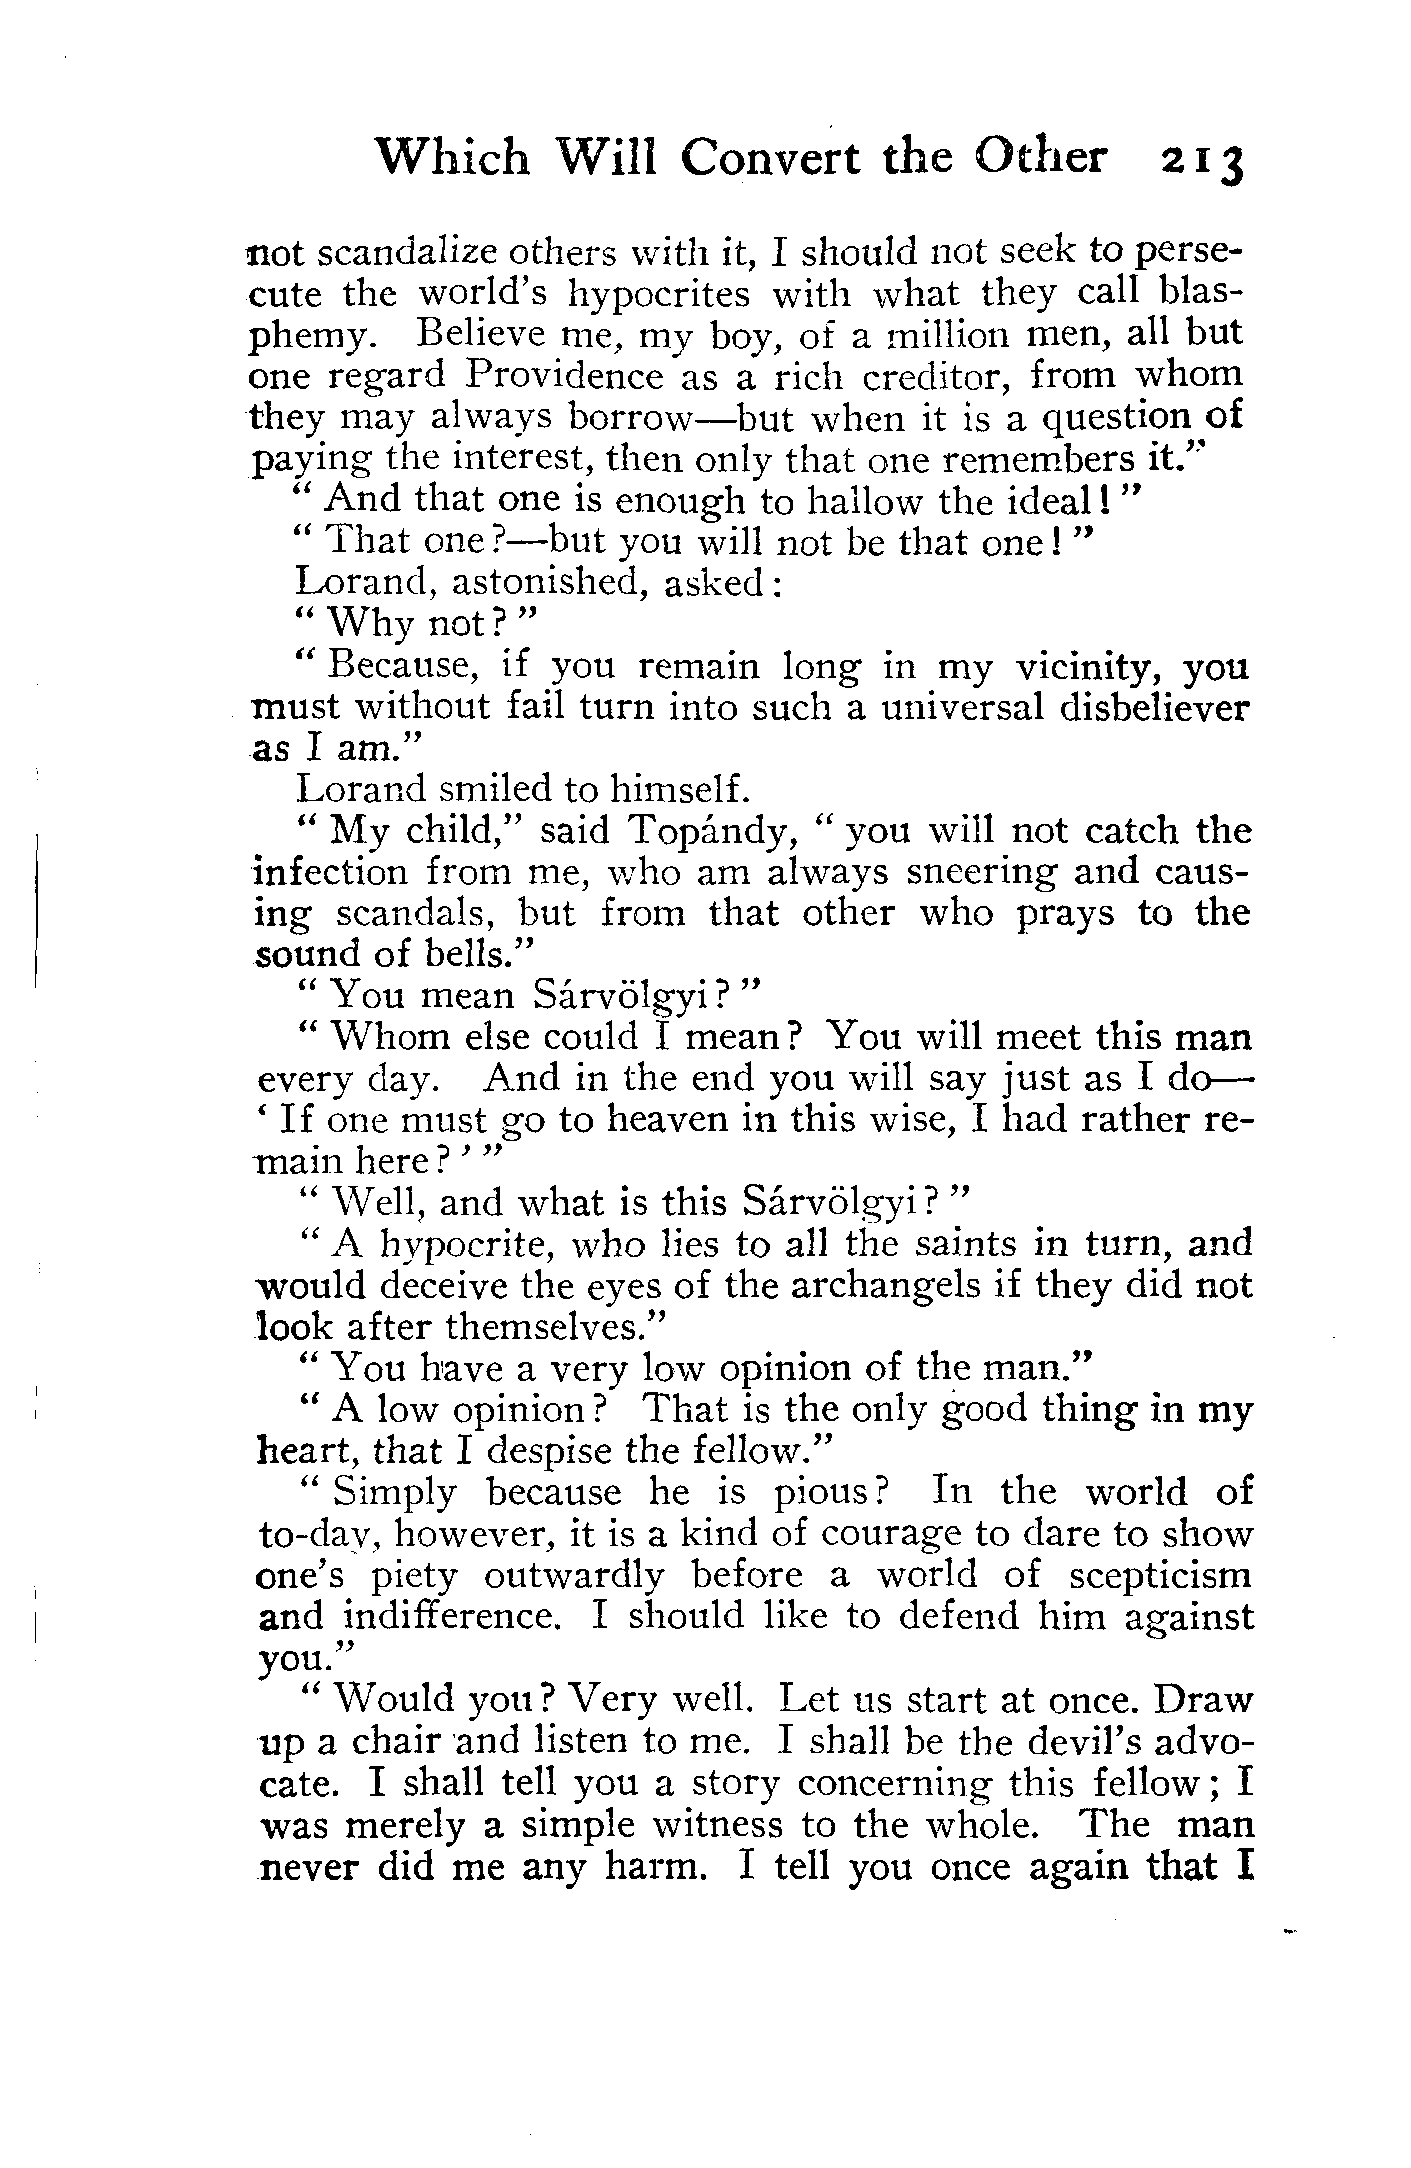 Which Will Convert the Other 213
not scandalize others with it, I should not seek to perse-
cute the world's hypocrites with what they call blas-
phemy. Believe me, my boy, of a million men, all but
one regard Providence as a rich creditor, from whom
they may always borrow—but when it is a question of
paying the interest, then only that one remembers it."
" And that one is enough to hallow the ideal! "
" That one?—but you will not be that one! "
Lorand, astonished, asked:
" Why not? "
" Because, if you remain long in my vicinity, you
must without fail turn into such a universal disbeliever
as I am."
Lorand smiled to himself.
" My child," said Topándy, " you will not catch the
infection from me, who am always sneering and caus-
ing scandals, but from that other who prays to the
sound of bells."
" You mean Sárvölgyi? "
" Whom else could I mean? You will meet this man
every day. And in the end you will say just as I do—
' If one must go to heaven in this wise, I had rather re-
main here? ' "
" Well, and what is this Sárvölgyi? "
" A hypocrite, who lies to all the saints in turn, and
would deceive the eyes of the archangels if they did not
look after themselves."
" You have a very low opinion of the man."
" A low opinion? That is the only good thing in my
heart, that I despise the fellow."
" Simply because he is pious? In the world of
to-day, however, it is a kind of courage to dare to show
one's piety outwardly before a world of scepticism
and indifference. I should like to defend him against
you."
" Would you? Very well. Let us start at once. Draw
up a chair and listen to me. I shall be the devil's advo-
cate. I shall tell you a story concerning this fellow; I
was merely a simple witness to the whole. The man
never did me any harm. I tell you once again that I